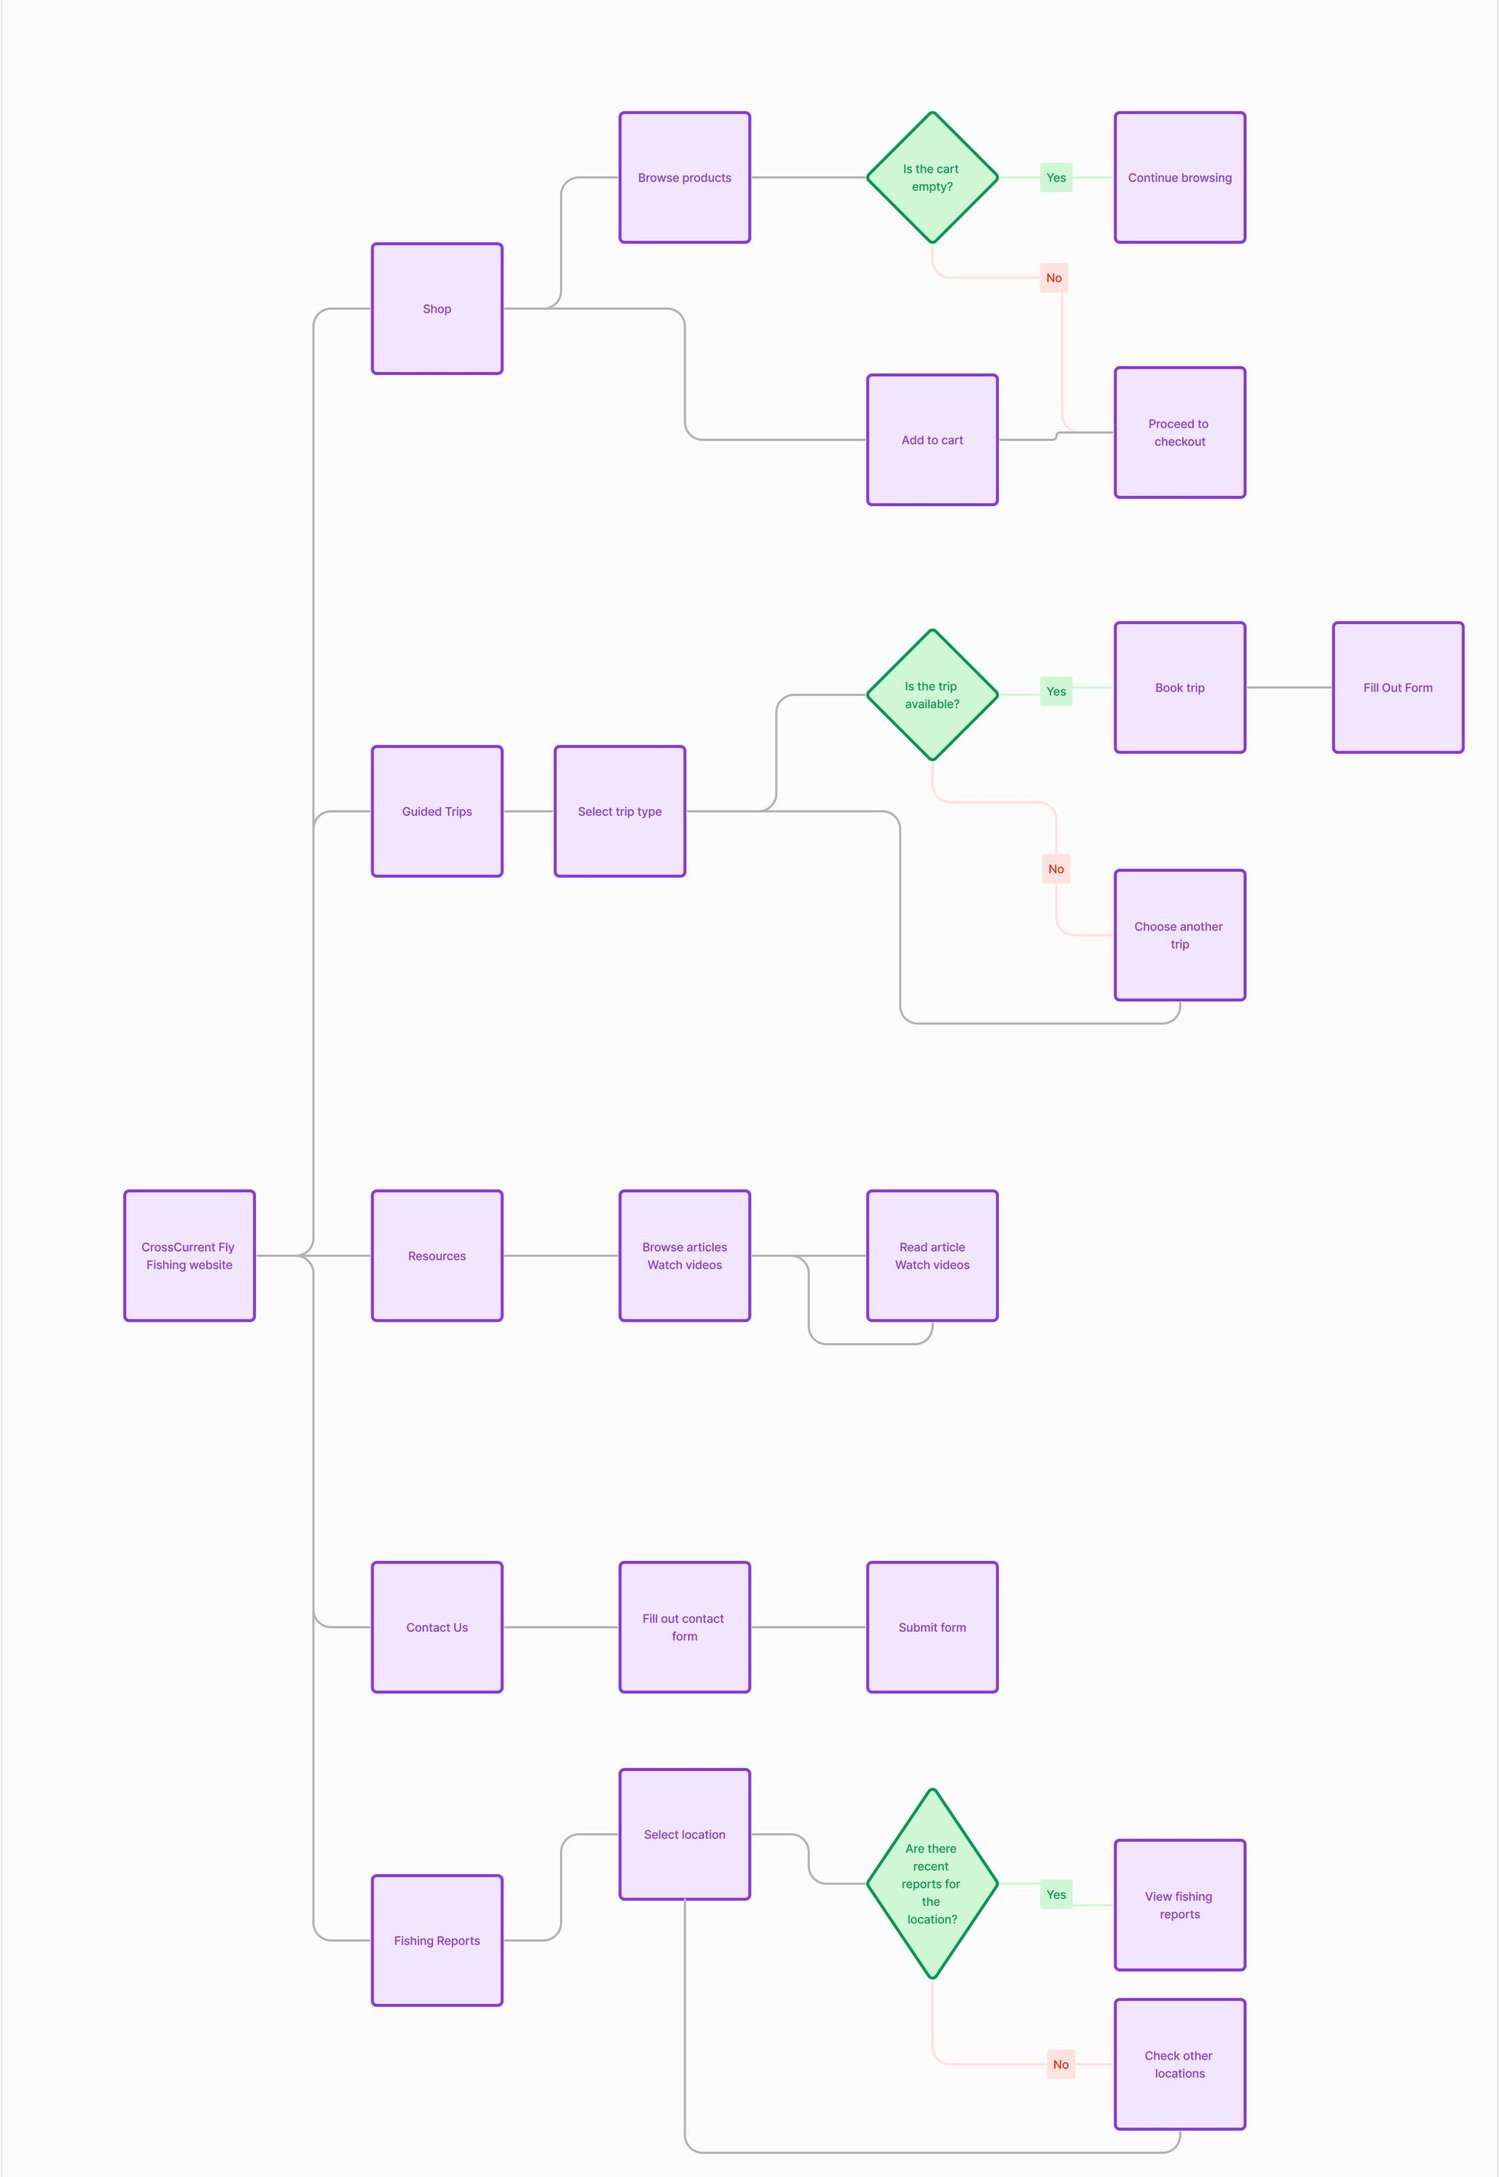 Browse products
Is the cart
empty?
Yes
Continue browsing
No
Shop
Add to cart
Proceed to
checkout
Is the trip
available?
Yes
Book trip
Fill Out Form
Guided Trips
Select trip type
No
Choose another
trip
CrossCurrent Fly
Fishing website
Resources
Browse articles
Watch videos
Read article
Watch videos
Contact Us
Fill out contact
form
Submit form
Select location
Are there
recent
reports for
the
location?
Yes
View fishing
reports
Fishing Reports
No
Check other
locations